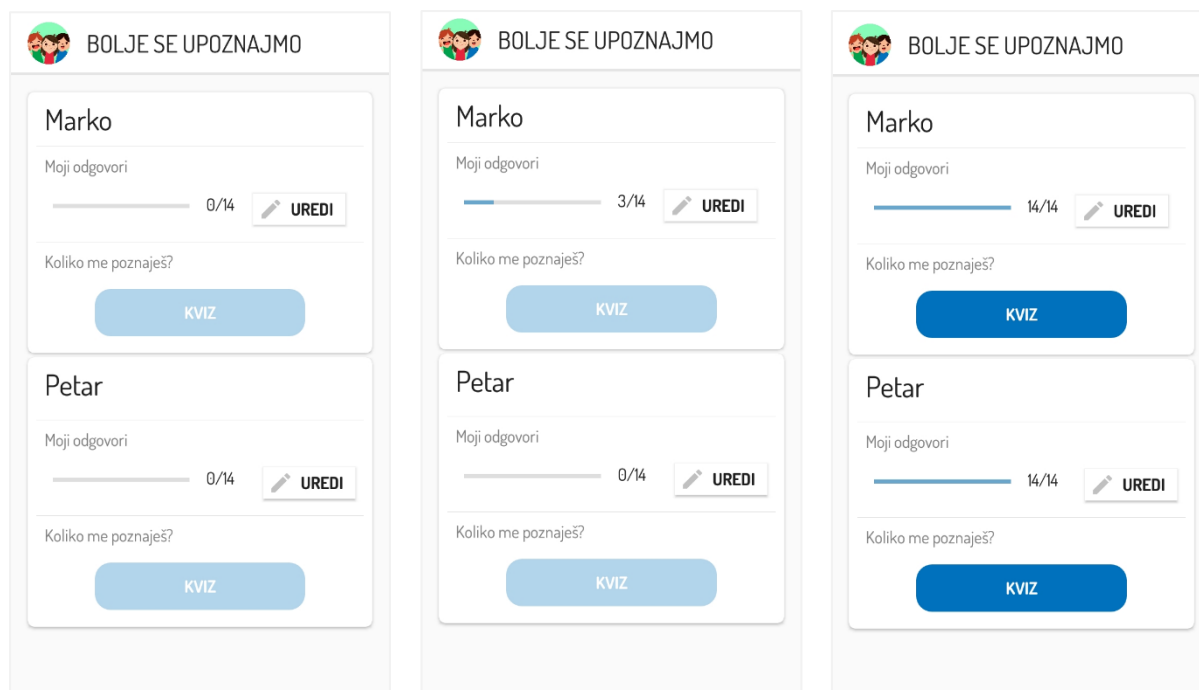 BOLJE SE UPOZNAJMO
Marko
Moji odgovori
0/14 UREDI
Koliko me poznaješ?
KVIZ
Petar
Moji odgovori
0/14 UREDI
Koliko me poznaješ?
KVIZ
BOLJE SE UPOZNAJMO
Marko
Moji odgovori
3/14 UREDI
Koliko me poznaješ?
KVIZ
Petar
Moji odgovori
0/14 UREDI
Koliko me poznaješ?
KVIZ
BOLJE SE UPOZNAJMO
Marko
Moji odgovori
14/14 UREDI
Koliko me poznaješ?
KVIZ
Petar
Moji odgovori
14/14 UREDI
Koliko me poznaješ?
KVIZ